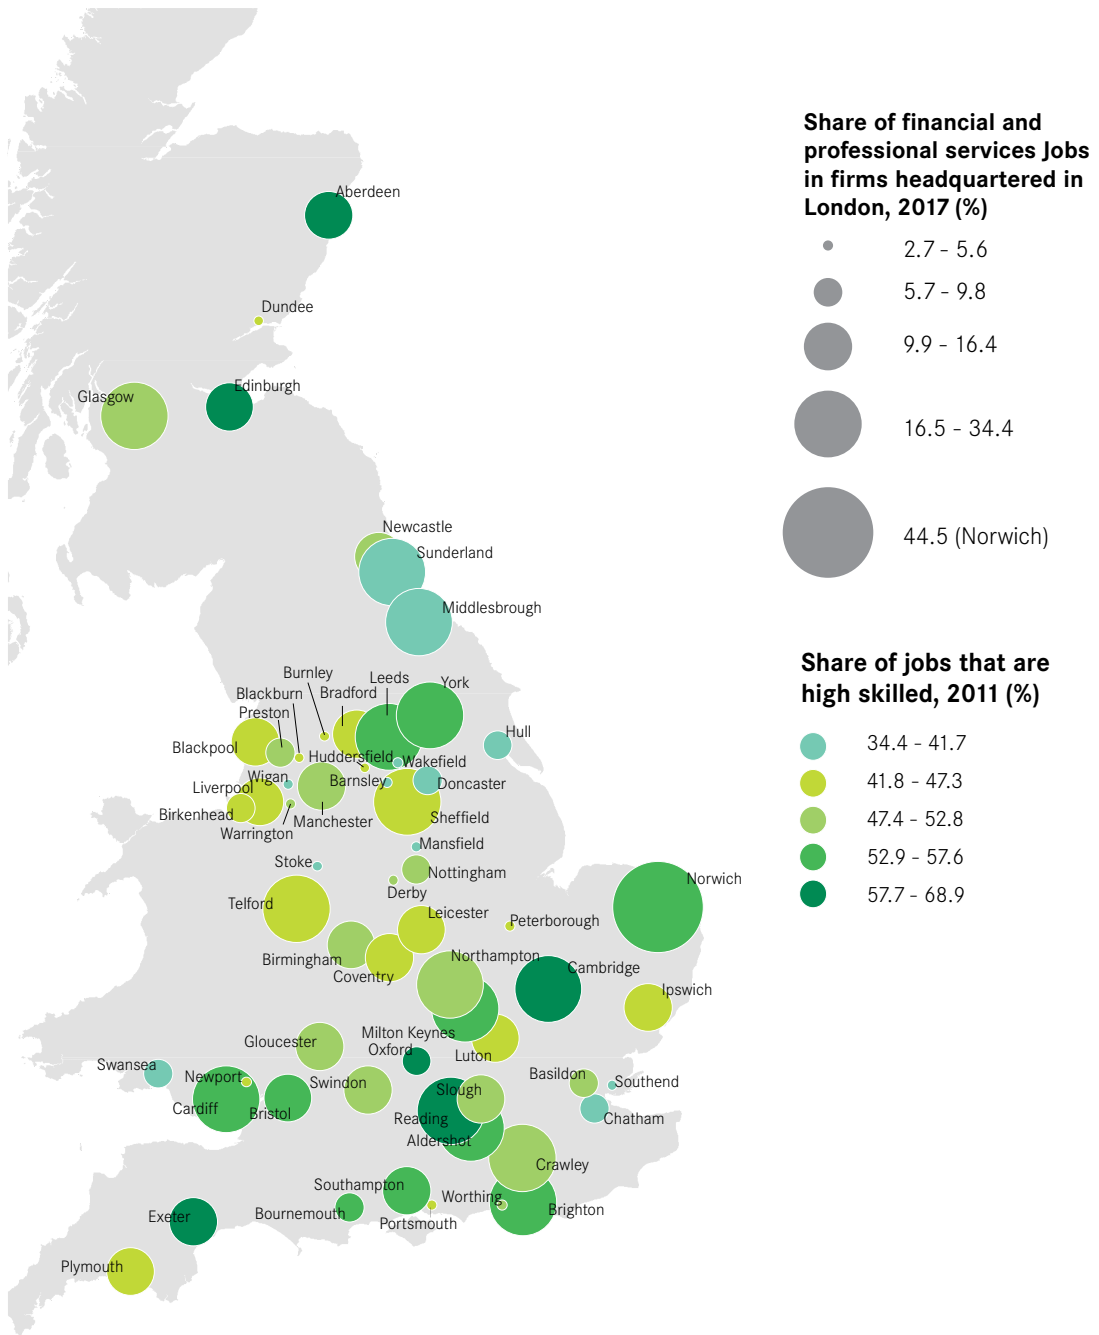 Share of financial and
professional services Jobs
in firms headquartered in
London, 2017 (%)
2.7 - 5.6
5.7 - 9.8
9.9 - 16.4
16.5 - 34.4
44.5 (Norwich)
Share of jobs that are
high skilled, 2011 (%)
34.4 - 41.7
41.8 - 47.3
47.4 - 52.8
52.9 - 57.6
57.7 - 68.9
Aberdeen
Dundee
Edinburgh
Glasgow
Newcastle
Sunderland
Middlesbrough
Burnley
Leeds
York
Blackburn
Bradford
Preston
Hull
Blackpool
Huddersfield
Wakefield
Wigan
Barnsley
Doncaster
Liverpool
Birkenhead
Manchester
Sheffield
Warrington
Mansfield
Stoke
Nottingham
Derby
Norwich
Telford
Leicester
Peterborough
Birmingham
Northampton
Coventry
Cambridge
Ipswich
Milton Keynes
Gloucester
Oxford
Luton
Swansea
Newport
Swindon
Slough
Basildon
Southend
Cardiff
Bristol
Reading
Chatham
Aldershot
Crawley
Southampton
Worthing
Bournemouth
Portsmouth
Brighton
Exeter
Plymouth